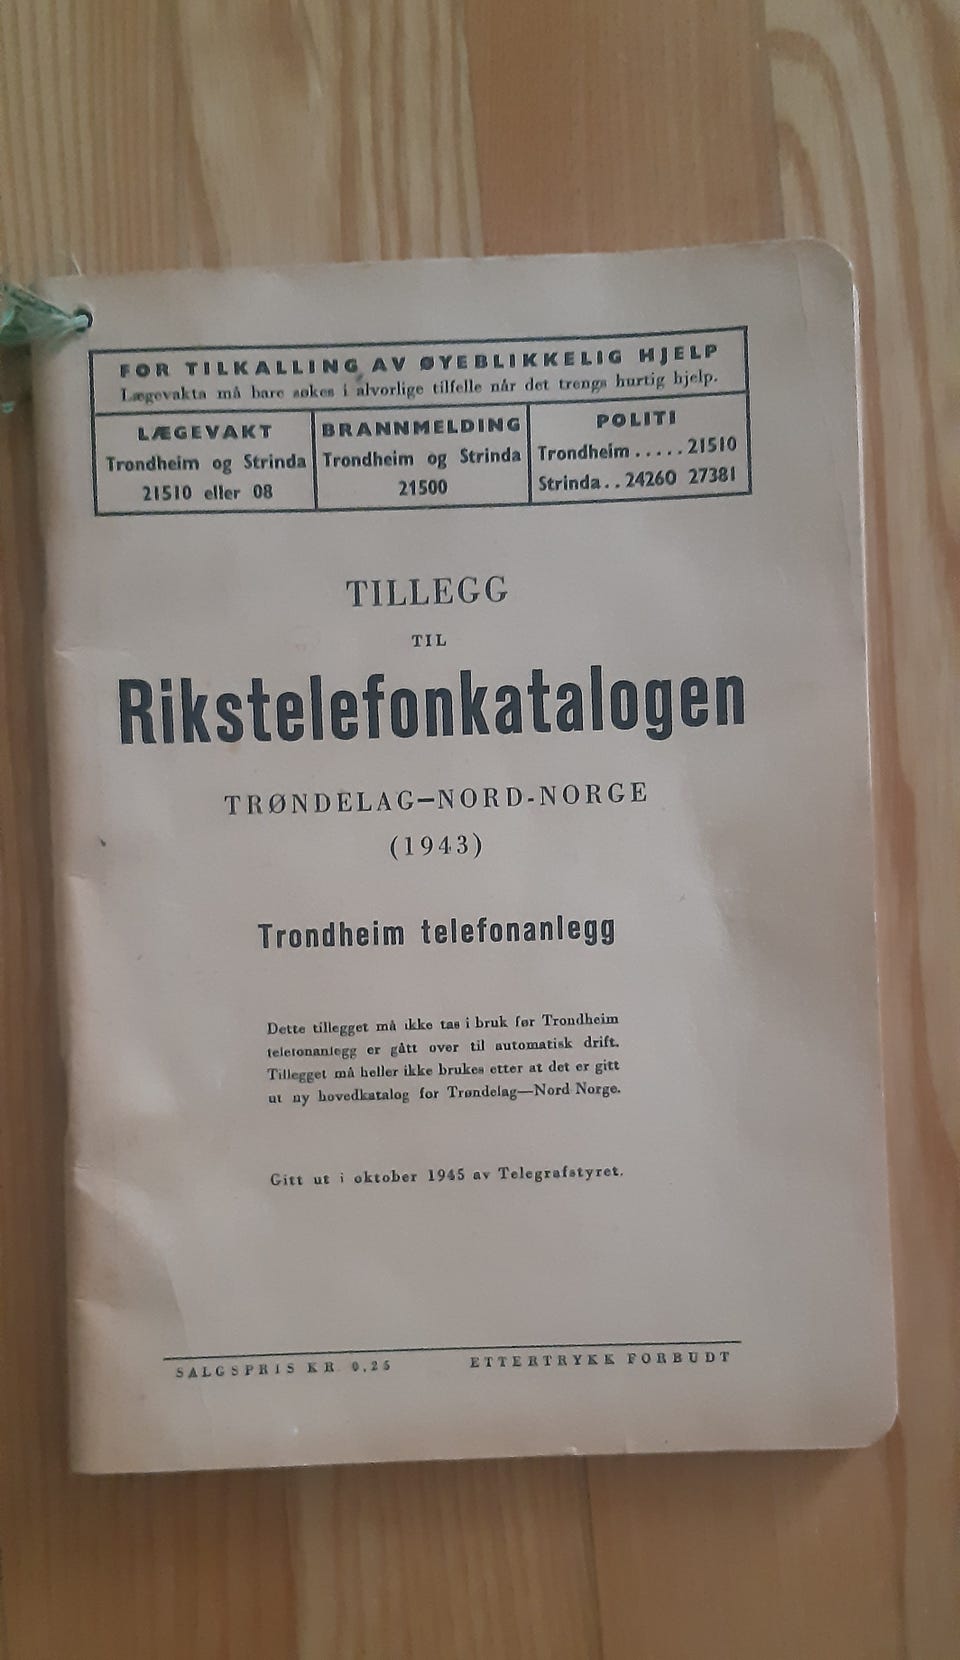 FOR TILKALLING AV ØYEBLIKKELIG HJELP
Lægevakta må bare søkes i alvorlige tilfelle når det trengs hurtig hjelp.
LÆGEVAKT
Trondheim og Strinda
21510 eller 08
BRANNMELDING
Trondheim og Strinda
21500
POLITI
Trondheim.....21510
Strinda..24260 27381
TILLEGG
TIL
Rikstelefonkatalogen
TRØNDELAG—NORD-NORGE
(1943)
Trondheim telefonanlegg
Dette tillegget må ikke tas i bruk før Trondheim
telefonanlegg er gått over til automatisk drift.
Tillegget må heller ikke brukes etter at det er gitt
ut ny hovedkatalog for Trøndelag—Nord Norge.
Gitt ut i oktober 1945 av Telegrafstyret.
SALGSPRIS KR 0,25
ETTERTRYKK FORBUDT